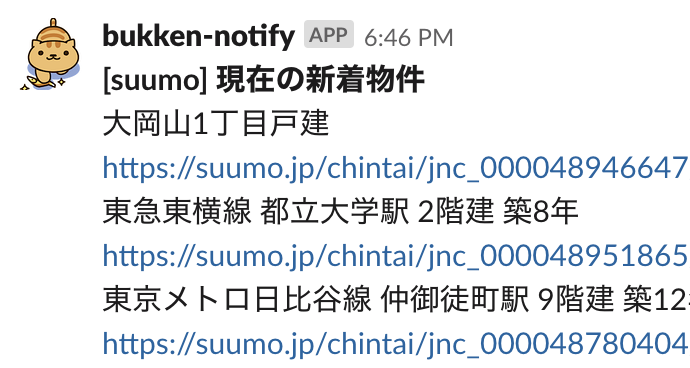 bukken-notify APP 6:46 PM
[suumo] 現在の新着物件
大岡山1丁目戸建
https://suumo.jp/chintai/jnc_000048946647
東急東横線 都立大学駅 2階建 築8年
https://suumo.jp/chintai/jnc_000048951865
東京メトロ日比谷線 仲御徒町駅 9階建 築12
https://suumo.jp/chintai/jnc_000048780404